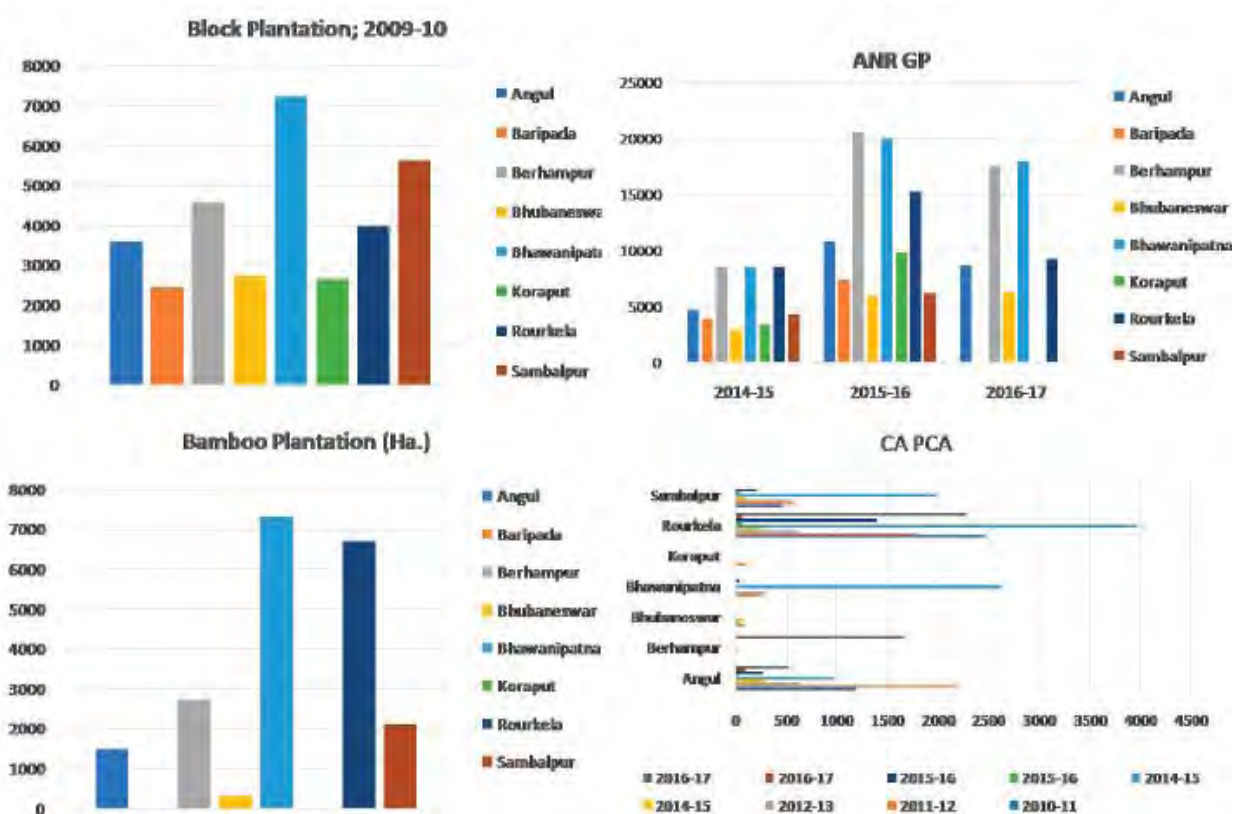 Block Plantation; 2009-10
8000
7000
6000
5000
4000
3000
2000
1000
0
Angul
Baripada
Berhampur
Bhubaneswa
Bhawanipatn
Koraput
Rourkela
Sambalpur
ANR GP
25000
20000
15000
10000
5000
0
2014-15 2015-16 2016-17
Angul
Baripada
Berhampur
Bhubaneswar
Bhawanipatna
Koraput
Rourkela
Sambalpur
Bamboo Plantation (Ha.)
8000
7000
6000
5000
4000
3000
2000
1000
0
Angul
Baripada
Berhampur
Bhubaneswar
Bhawanipatna
Koraput
Rourkela
Sambalpur
CA PCA
Sambalpur
Rourkela
Koraput
Bhawanipatna
Bhubaneswar
Berhampur
Angul
0 500 1000 1500 2000 2500 3000 3500 4000 4500
2016-17 2016-17 2015-16 2015-16 2014-15
2014-15 2012-13 2011-12 2010-11